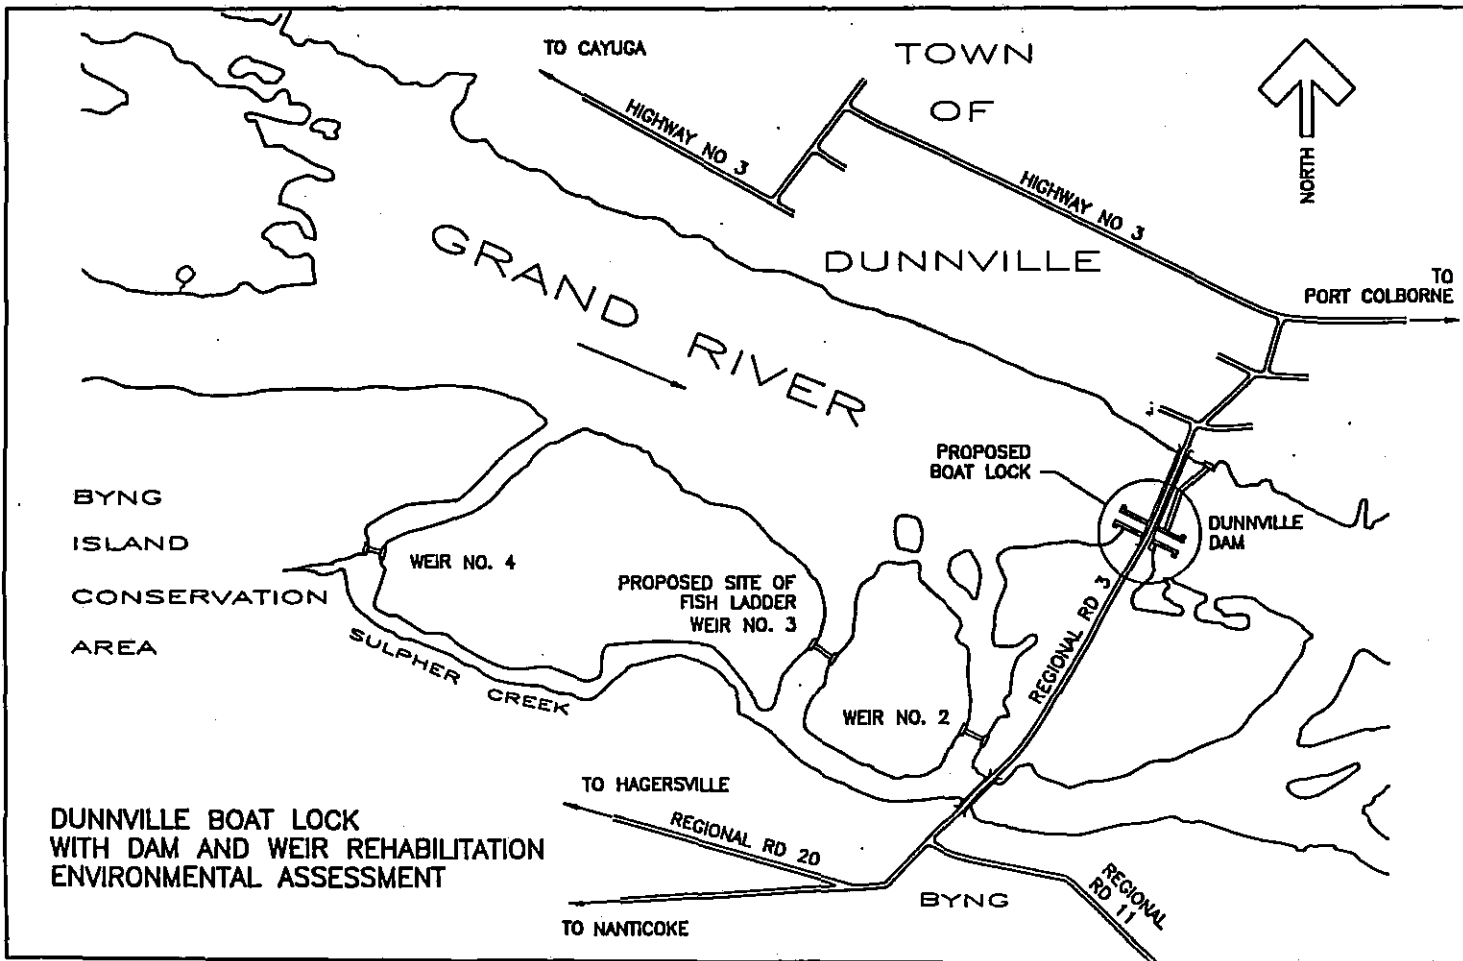 TO CAYUGA
TOWN
OF
DUNNVILLE
HIGHWAY NO 3
HIGHWAY NO 3
NORTH
TO
PORT COLBORNE
GRAND RIVER
PROPOSED
BOAT LOCK
DUNNVILLE
DAM
BYNG
ISLAND
CONSERVATION
AREA
WEIR NO. 4
PROPOSED SITE OF
FISH LADDER
WEIR NO. 3
REGIONAL RD 3
SULPHER CREEK
WEIR NO. 2
TO HAGERSVILLE
REGIONAL RD 20
DUNNVILLE BOAT LOCK
WITH DAM AND WEIR REHABILITATION
ENVIRONMENTAL ASSESSMENT
BYNG
REGIONAL
RD 11
TO NANTICOKE